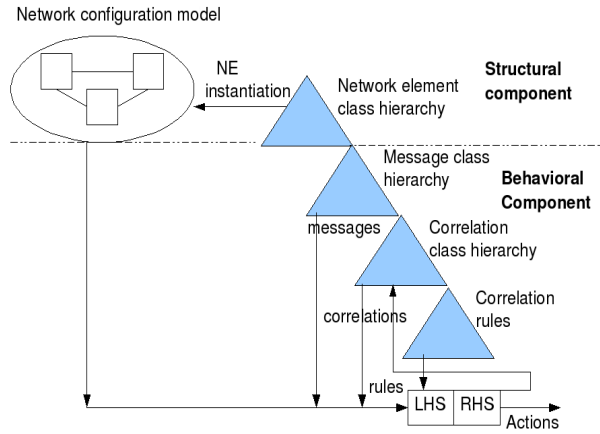 Network configuration model
NE
instantiation
Network element
class hierarchy
Structural
component
Message class
hierarchy
Behavioral
Component
messages
Correlation
class hierarchy
correlations
Correlation
rules
rules
LHS
RHS
Actions